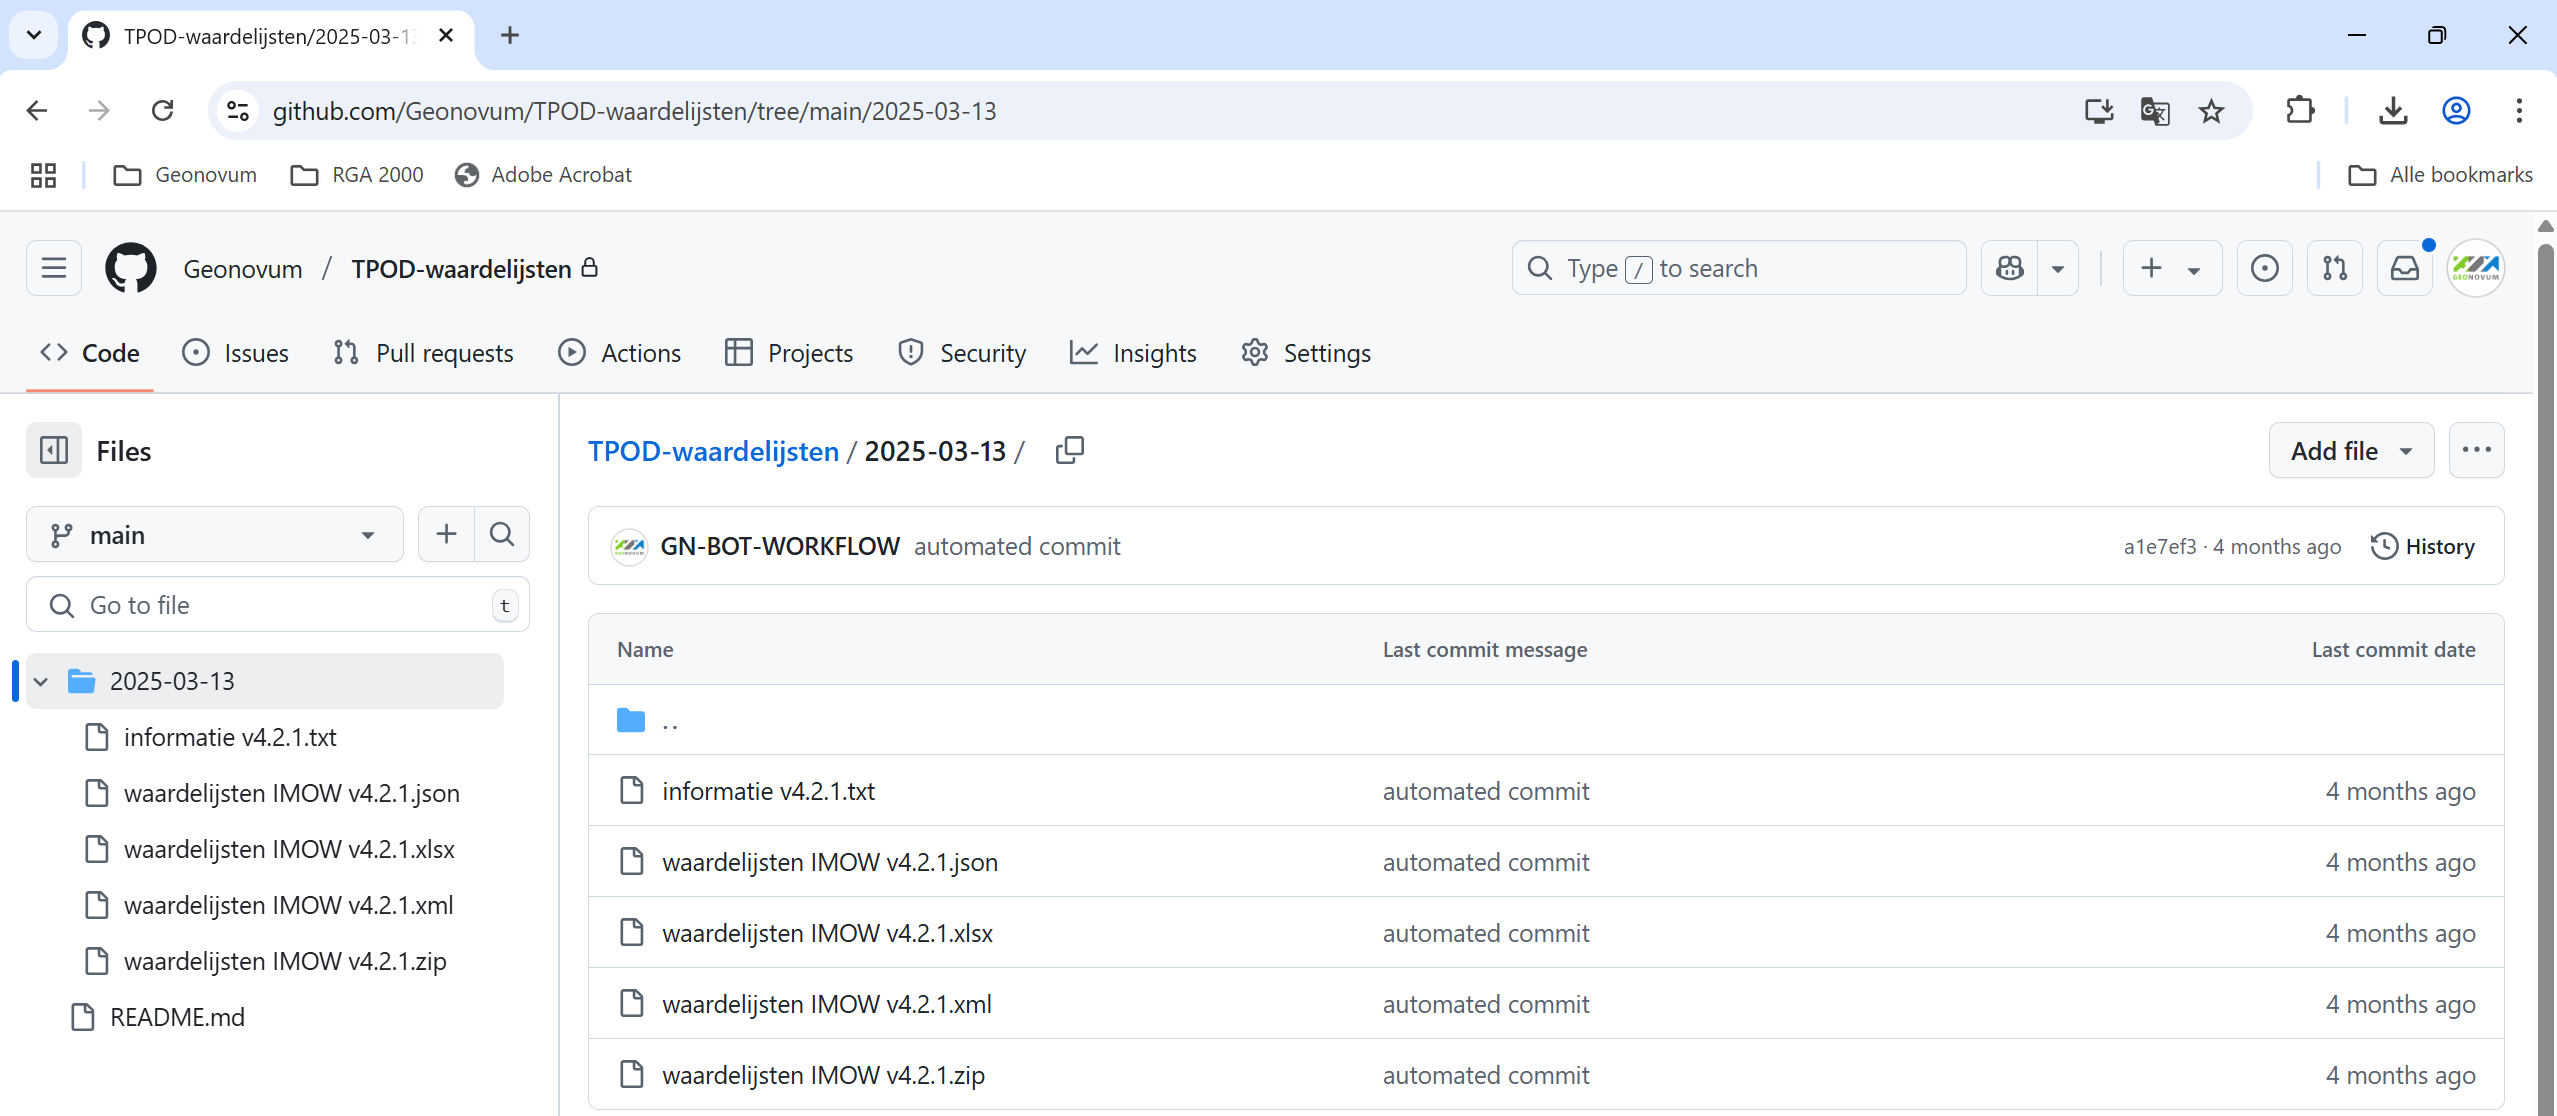 TPOD-waardelijsten/2025-03-1
github.com/Geonovum/TPOD-waardelijsten/tree/main/2025-03-13
Geonovum RGA 2000 Adobe Acrobat Alle bookmarks
Geonovum / TPOD-waardelijsten Type / to search GEONOVUM
Code Issues Pull requests Actions Projects Security Insights Settings
Files
main
Go to file t
2025-03-13
informatie v4.2.1.txt
waardelijsten IMOW v4.2.1.json
waardelijsten IMOW v4.2.1.xlsx
waardelijsten IMOW v4.2.1.xml
waardelijsten IMOW v4.2.1.zip
README.md
TPOD-waardelijsten / 2025-03-13 / Add file
GN-BOT-WORKFLOW automated commit a1e7ef3 · 4 months ago History
Name Last commit message Last commit date
..
informatie v4.2.1.txt automated commit 4 months ago
waardelijsten IMOW v4.2.1.json automated commit 4 months ago
waardelijsten IMOW v4.2.1.xlsx automated commit 4 months ago
waardelijsten IMOW v4.2.1.xml automated commit 4 months ago
waardelijsten IMOW v4.2.1.zip automated commit 4 months ago